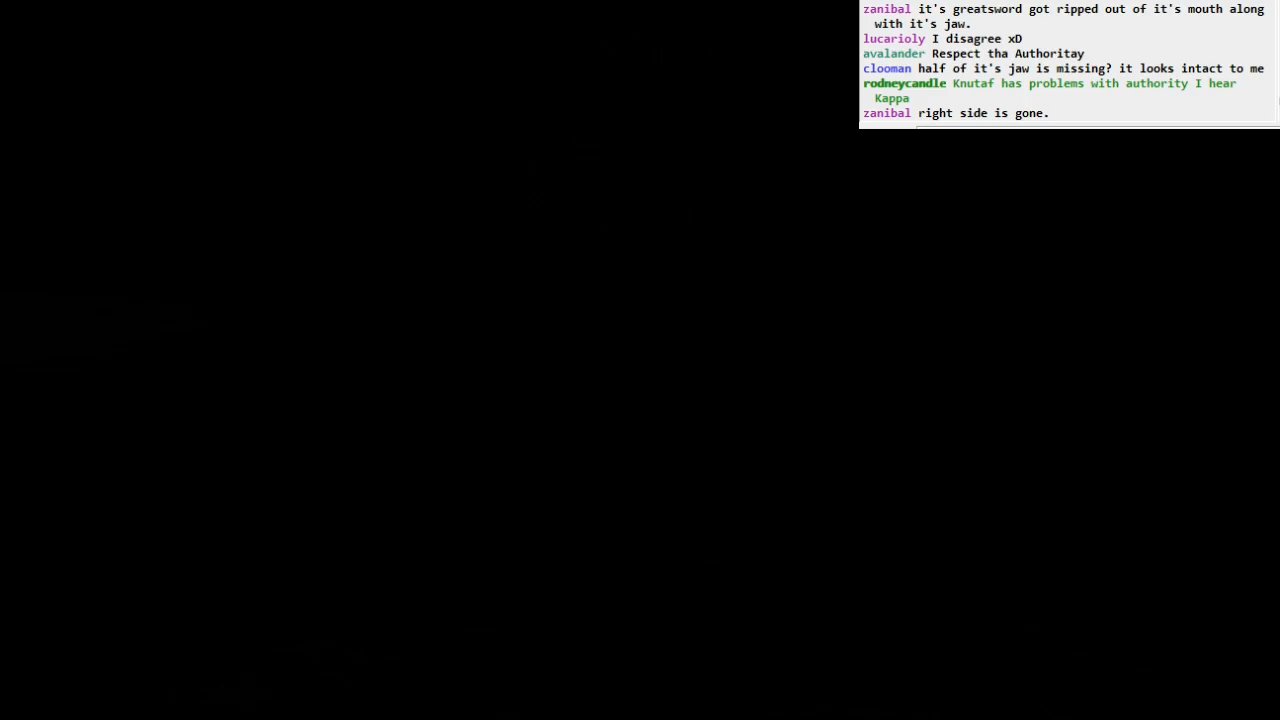 zanibal it's greatsword got ripped out of it's mouth along
with it's jaw.
lucarioly I disagree xD
avalander Respect tha Authoritay
clooman half of it's jaw is missing? it looks intact to me
rodneycandle Knutaf has problems with authority I hear
Kappa
zanibal right side is gone.